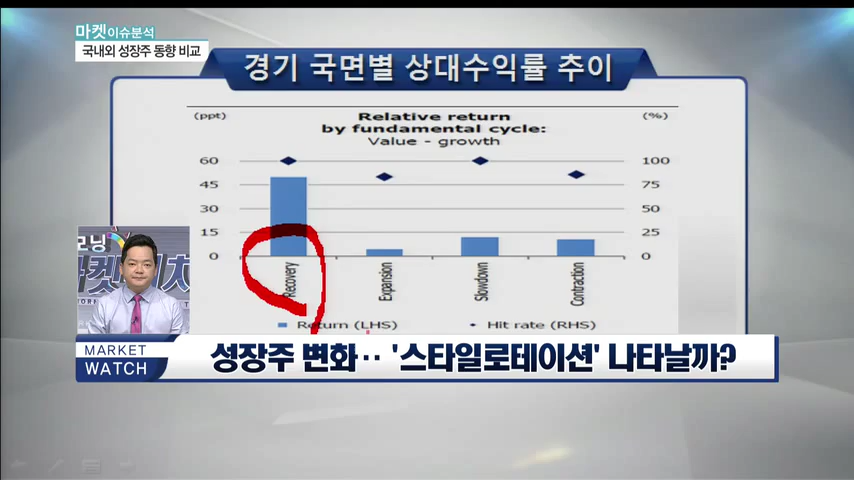 마켓이슈분석
국내외 성장주 동향 비교
경기 국면별 상대수익률 추이
(ppt) Relative return (%)
by fundamental cycle:
Value - growth
60 100
45 75
30 50
15 25
0 0
Recovery Expansion Slowdown Contraction
Return (LHS) Hit rate (RHS)
모닝
MARKET
WATCH
성장주 변화‥ '스타일로테이션' 나타날까?